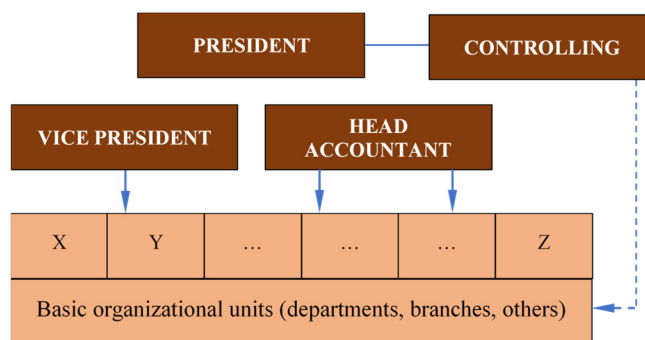 PRESIDENT
CONTROLLING
VICE PRESIDENT
HEAD
ACCOUNTANT
X Y ... ... ... Z
Basic organizational units (departments, branches, others)